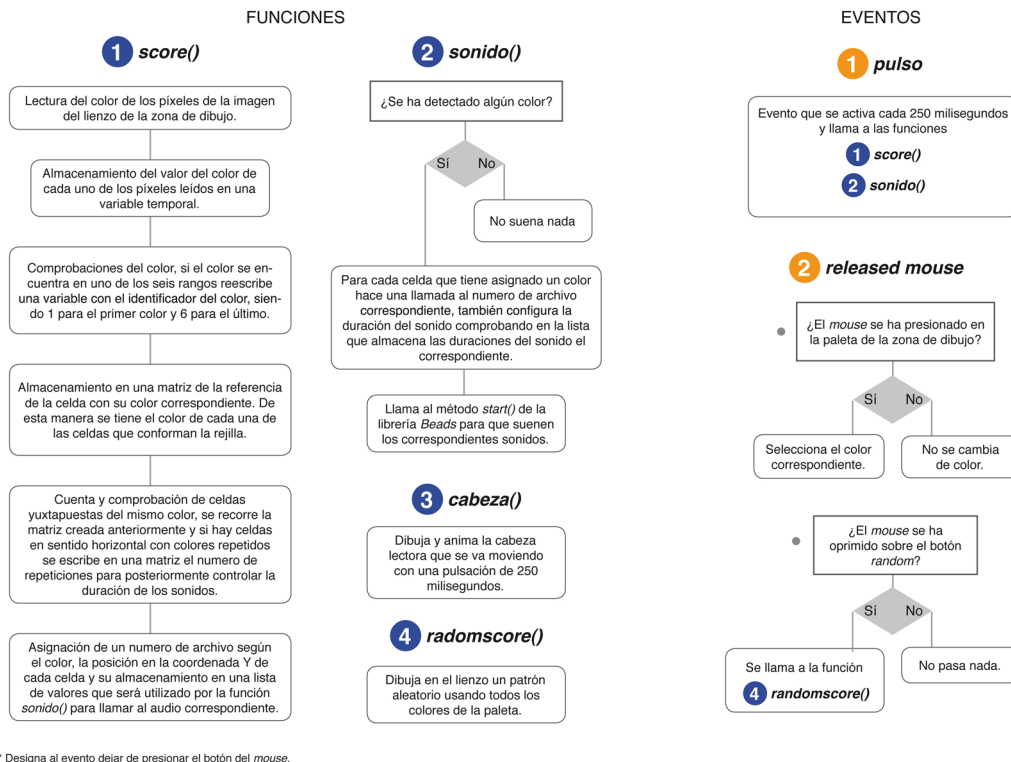 FUNCIONES
1 score()
Lectura del color de los píxeles de la imagen
del lienzo de la zona de dibujo.
Almacenamiento del valor del color de
cada uno de los píxeles leídos en una
variable temporal.
Comprobaciones del color, si el color se en-
cuentra en uno de los seis rangos reescribe
una variable con el identificador del color, sien-
do 1 para el primer color y 6 para el último.
Almacenamiento en una matriz de la referencia
de la celda con su color correspondiente. De
esta manera se tiene el color de cada una de
las celdas que conforman la rejilla.
Cuenta y comprobación de celdas
yuxtapuestas del mismo color, se recorre la
matriz creada anteriormente y si hay celdas
en sentido horizontal con colores repetidos
se escribe en una matriz el numero de
repeticiones para posteriormente controlar la
duración de los sonidos.
Asignación de un numero de archivo según
el color, la posición en la coordenada Y de
cada celda y su almacenamiento en una lista
de valores que será utilizado por la función
sonido() para llamar al audio correspondiente.
2 sonido()
¿Se ha detectado algún color?
Sí No
No suena nada
Para cada celda que tiene asignado un color
hace una llamada al numero de archivo
correspondiente, también configura la
duración del sonido comprobando en la lista
que almacena las duraciones del sonido el
correspondiente.
Llama al método start() de la
librería Beads para que suenen
los correspondientes sonidos.
3 cabeza()
Dibuja y anima la cabeza
lectora que se va moviendo
con una pulsación de 250
milisegundos.
4 radomscore()
Dibuja en el lienzo un patrón
aleatorio usando todos los
colores de la paleta.
EVENTOS
1 pulso
Evento que se activa cada 250 milisegundos
y llama a las funciones
1 score()
2 sonido()
2 released mouse
¿El mouse se ha presionado en
la paleta de la zona de dibujo?
Sí No
Selecciona el color
correspondiente.
No se cambia
de color.
¿El mouse se ha
oprimido sobre el botón
random?
Sí No
Se llama a la función
4 randomscore()
No pasa nada.
* Designa al evento dejar de presionar el botón del mouse.